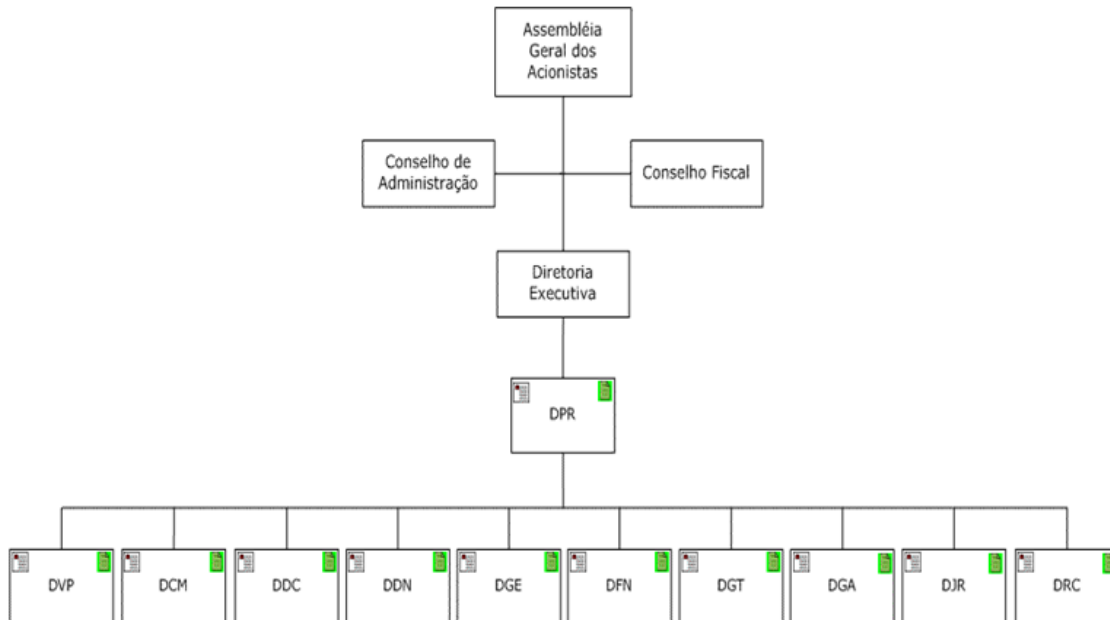 Assembléia
Geral dos
Acionistas
Conselho de
Administração
Conselho Fiscal
Diretoria
Executiva
DPR
DVP
DCM
DDC
DDN
DGE
DFN
DGT
DGA
DJR
DRC